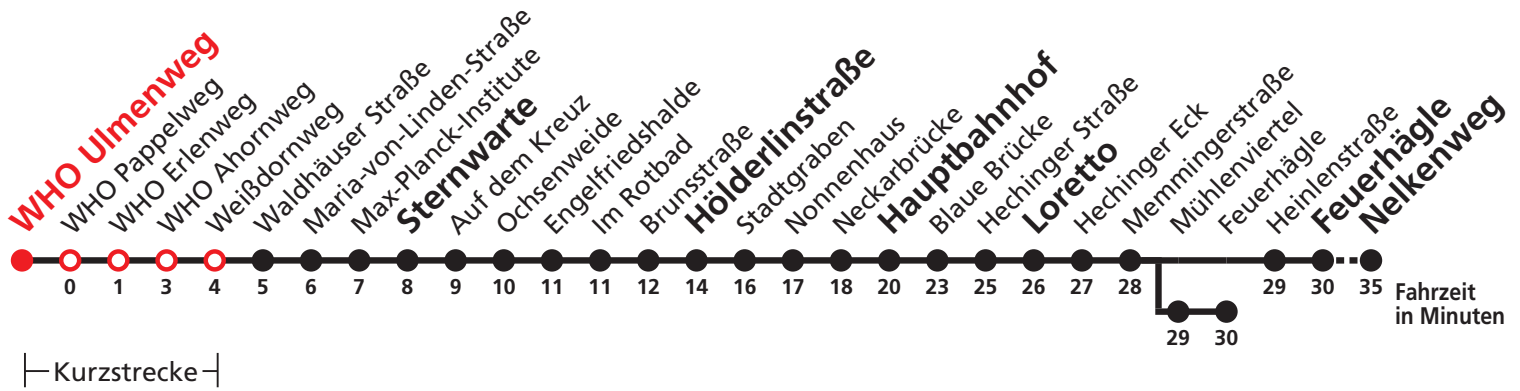 WHO Ulmenweg
WHO Pappelweg
WHO Erlenweg
WHO Ahornweg
Weißdornweg
Waldhäuser Straße
Maria-von-Linden-Straße
Max-Planck-Institute
Sternwarte
Auf dem Kreuz
Ochsenweide
Engelfriedshalde
Im Rotbad
Brunsstraße
Hölderlinstraße
Stadtgraben
Nonnenhaus
Neckarbrücke
Hauptbahnhof
Blaue Brücke
Hechinger Straße
Loretto
Hechinger Eck
Memmingerstraße
Mühlenviertel
Feuerhägle
Heinlenstraße
Feuerhägle
Nelkenweg
0 1 3 4 5 6 7 8 9 10 11 11 12 14 16 17 18 20 23 25 26 27 28 29 30 35
Fahrzeit
in Minuten
29 30
Kurzstrecke